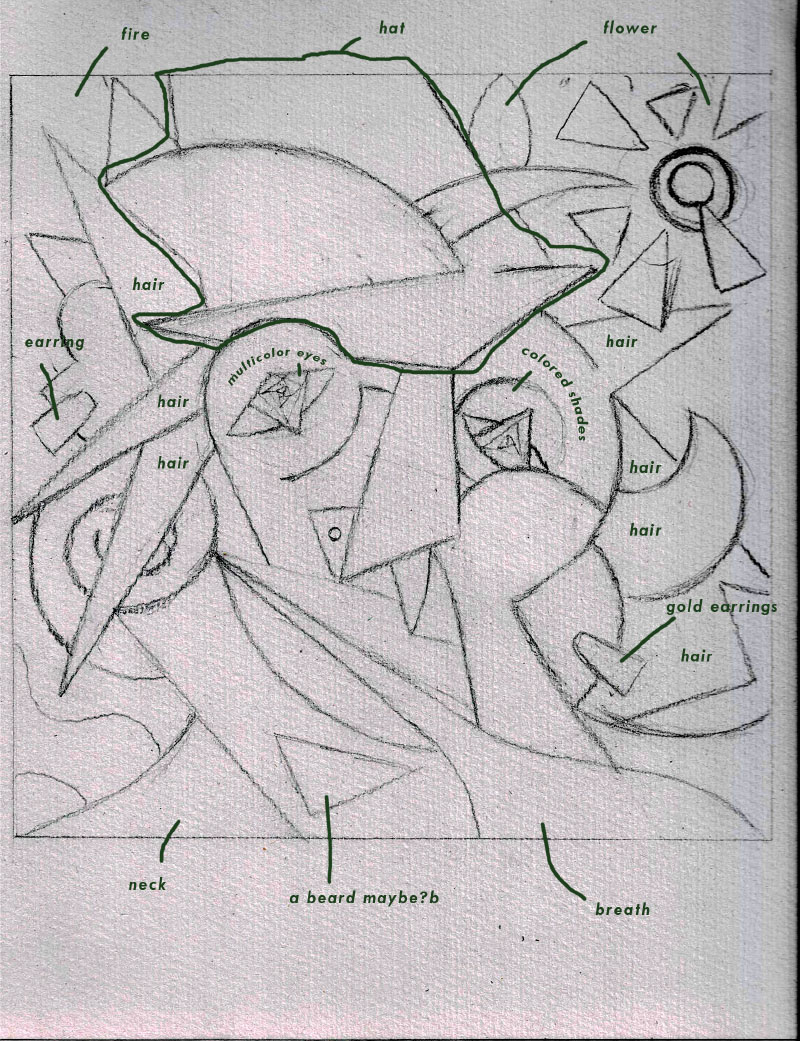 fire
hat
flower
hair
earring
multicolor eyes
colored shades
hair
hair
hair
hair
hair
gold earrings
hair
neck
a beard maybe?b
breath